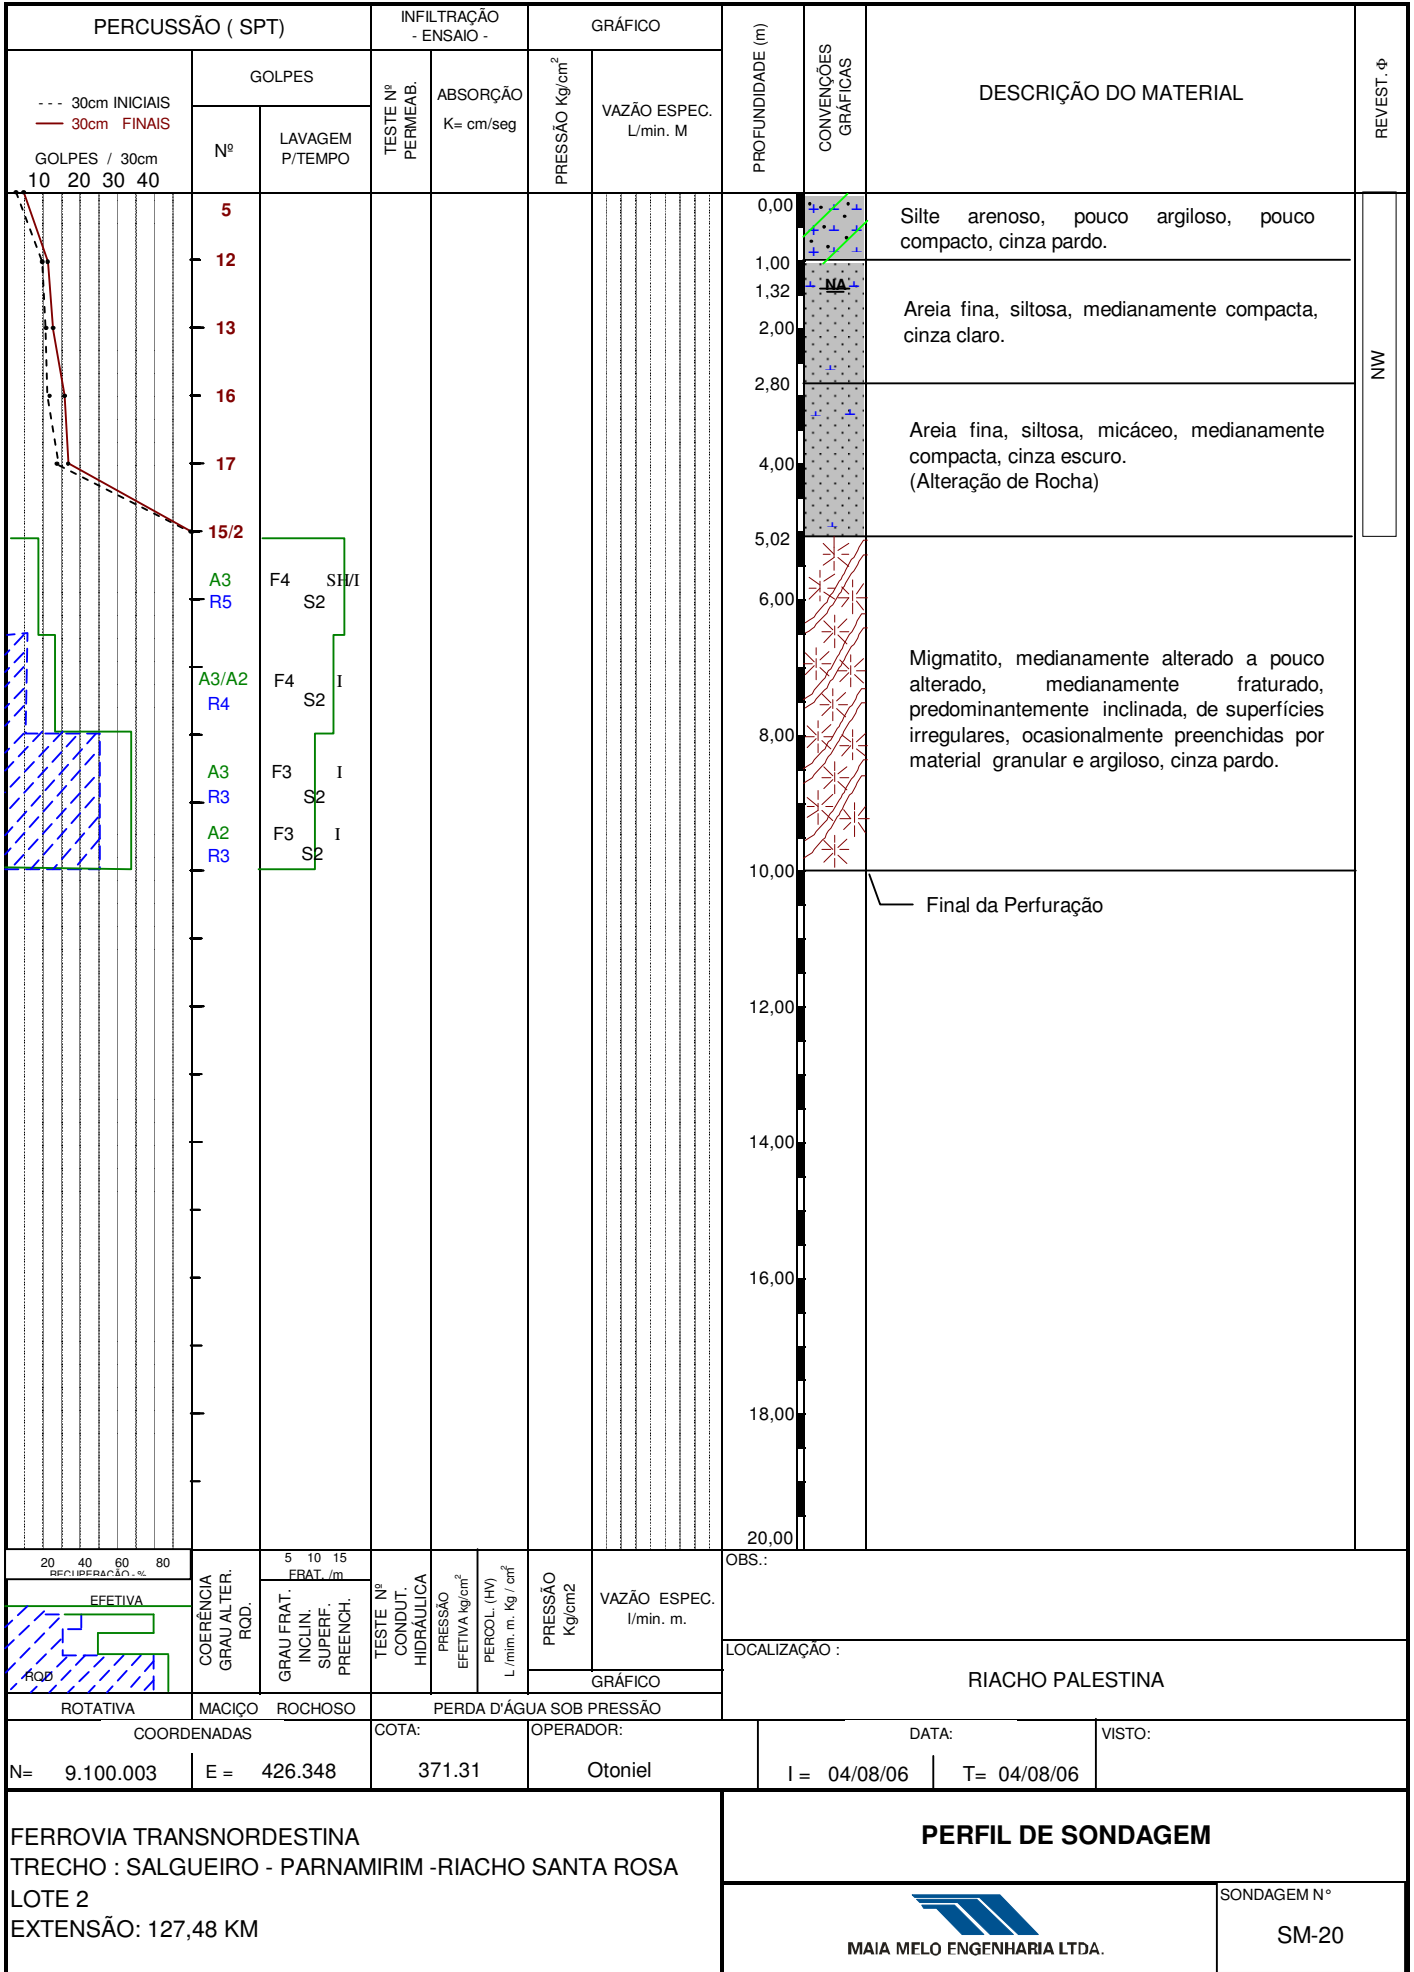 PERCUSSÃO ( SPT)
INFILTRAÇÃO
- ENSAIO -
GRÁFICO
PROFUNDIDADE (m)
CONVENÇÕES
GRÁFICAS
DESCRIÇÃO DO MATERIAL
REVEST. Φ
--- 30cm INICIAIS
30cm FINAIS
GOLPES / 30cm
10 20 30 40
GOLPES
Nº
LAVAGEM
P/TEMPO
TESTE Nº
PERMEAB.
ABSORÇÃO
K= cm/seg
PRESSÃO Kg/cm²
VAZÃO ESPEC.
L/min. M
5
12
13
16
17
15/2
A3
R5
F4 SH/I
S2
A3/A2
R4
F4 I
S2
A3
R3
F3 I
S2
A2
R3
F3 I
S2
0,00
1,00
1,32
2,00
2,80
4,00
5,02
6,00
8,00
10,00
12,00
14,00
16,00
18,00
20,00
NA
Silte arenoso, pouco argiloso, pouco
compacto, cinza pardo.
Areia fina, siltosa, medianamente compacta,
cinza claro.
Areia fina, siltosa, micáceo, medianamente
compacta, cinza escuro.
(Alteração de Rocha)
Migmatito, medianamente alterado a pouco
alterado, medianamente fraturado,
predominantemente inclinada, de superfícies
irregulares, ocasionalmente preenchidas por
material granular e argiloso, cinza pardo.
Final da Perfuração
NW
20 40 60 80
RECUPERAÇÃO - %
EFETIVA
RQD
ROTATIVA
COERÊNCIA
GRAU ALTER.
RQD.
5 10 15
FRAT. /m
GRAU FRAT.
INCLIN.
SUPERF.
PREENCH.
MACIÇO ROCHOSO
TESTE Nº
CONDUT.
HIDRÁULICA
PRESSÃO
EFETIVA kg/cm²
PERCOL. (HV)
L /mim. m. Kg / cm²
PRESSÃO
Kg/cm2
VAZÃO ESPEC.
l/min. m.
GRÁFICO
PERDA D'ÁGUA SOB PRESSÃO
OBS.:
LOCALIZAÇÃO :
RIACHO PALESTINA
COORDENADAS
N= 9.100.003
E = 426.348
COTA:
371.31
OPERADOR:
Otoniel
DATA:
I = 04/08/06
T= 04/08/06
VISTO:
FERROVIA TRANSNORDESTINA
TRECHO : SALGUEIRO - PARNAMIRIM -RIACHO SANTA ROSA
LOTE 2
EXTENSÃO: 127,48 KM
PERFIL DE SONDAGEM
MAIA MELO ENGENHARIA LTDA.
SONDAGEM N°
SM-20